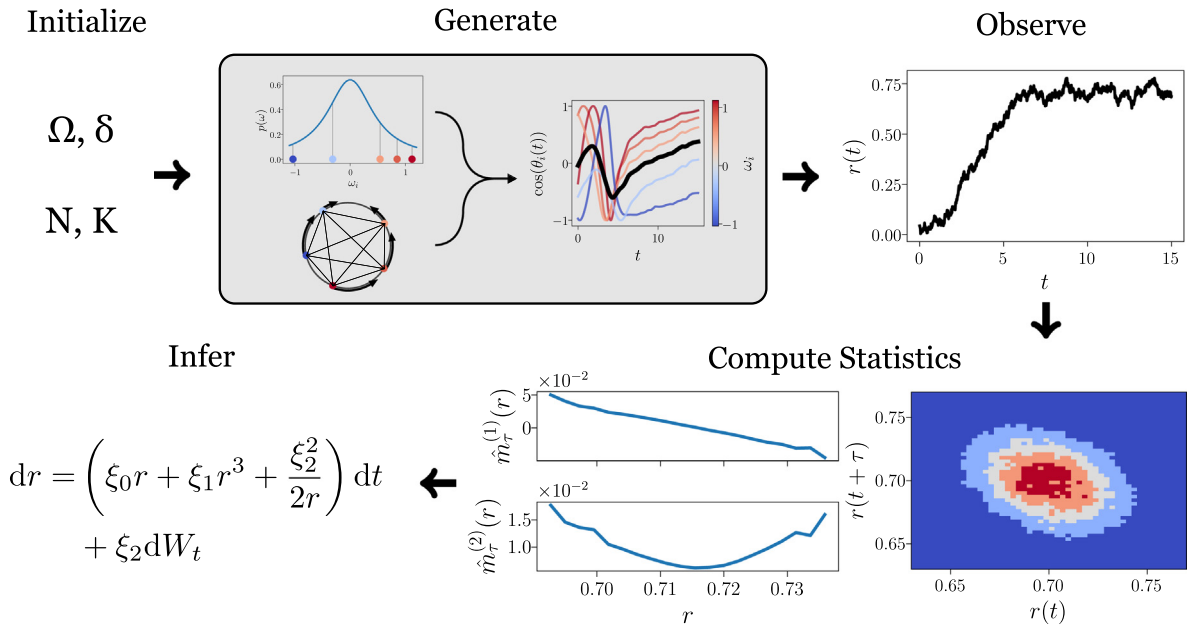 Initialize
Generate
Observe
Ω, δ
N, K
p(ω)
0.6
0.4
0.2
0.0
−1
0
1
ω_i
cos(θ_i(t))
1
0
−1
0
10
t
1
0
−1
ω_i
r(t)
0.75
0.50
0.25
0.00
0
5
10
15
t
Infer
Compute Statistics
dr = (ξ_0 r + ξ_1 r^3 + ξ_2^2 / 2r) dt
+ ξ_2 dW_t
×10^−2
5
0
m̂_τ^(1)(r)
×10^−2
1.5
1.0
m̂_τ^(2)(r)
0.70
0.71
0.72
0.73
r
r(t + τ)
0.75
0.70
0.65
0.65
0.70
0.75
r(t)